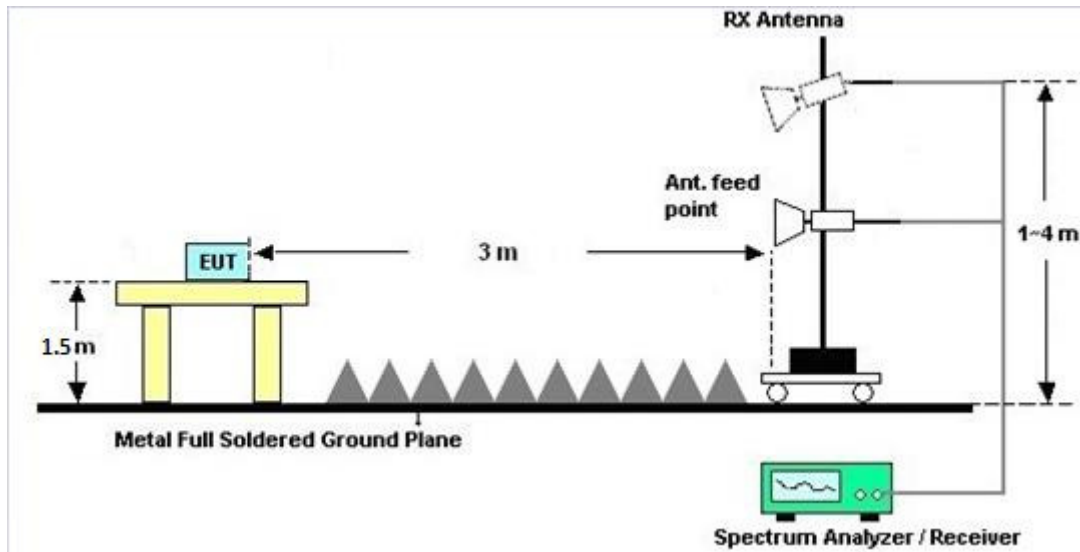 RX Antenna
Ant. feed
point
1~4 m
EUT
3 m
1.5 m
Metal Full Soldered Ground Plane
Spectrum Analyzer / Receiver